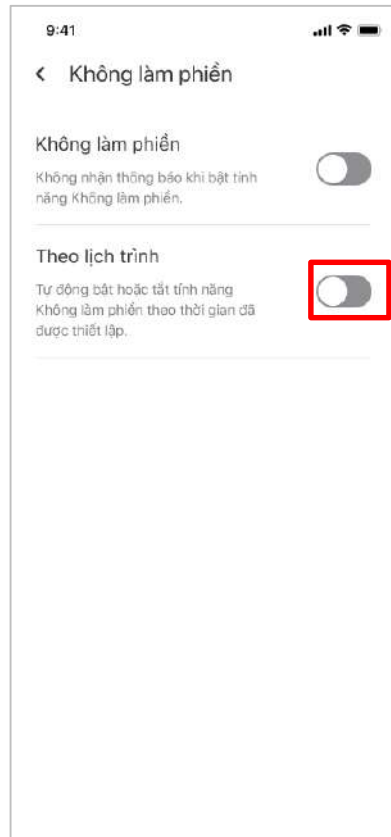 9:41
Không làm phiền
Không làm phiền
Không nhận thông báo khi bật tính
năng Không làm phiền.
Theo lịch trình
Tự động bật hoặc tắt tính năng
Không làm phiền theo thời gian đã
được thiết lập.